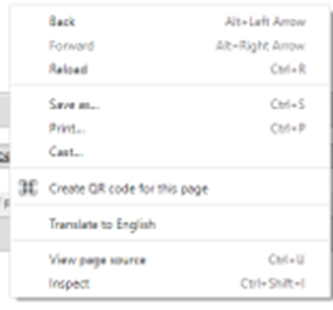 Back Alt+Left Arrow
Forward Alt+Right Arrow
Reload Ctrl+R
Save as... Ctrl+S
Print... Ctrl+P
Cast...
Create QR code for this page
Translate to English
View page source Ctrl+U
Inspect Ctrl+Shift+I